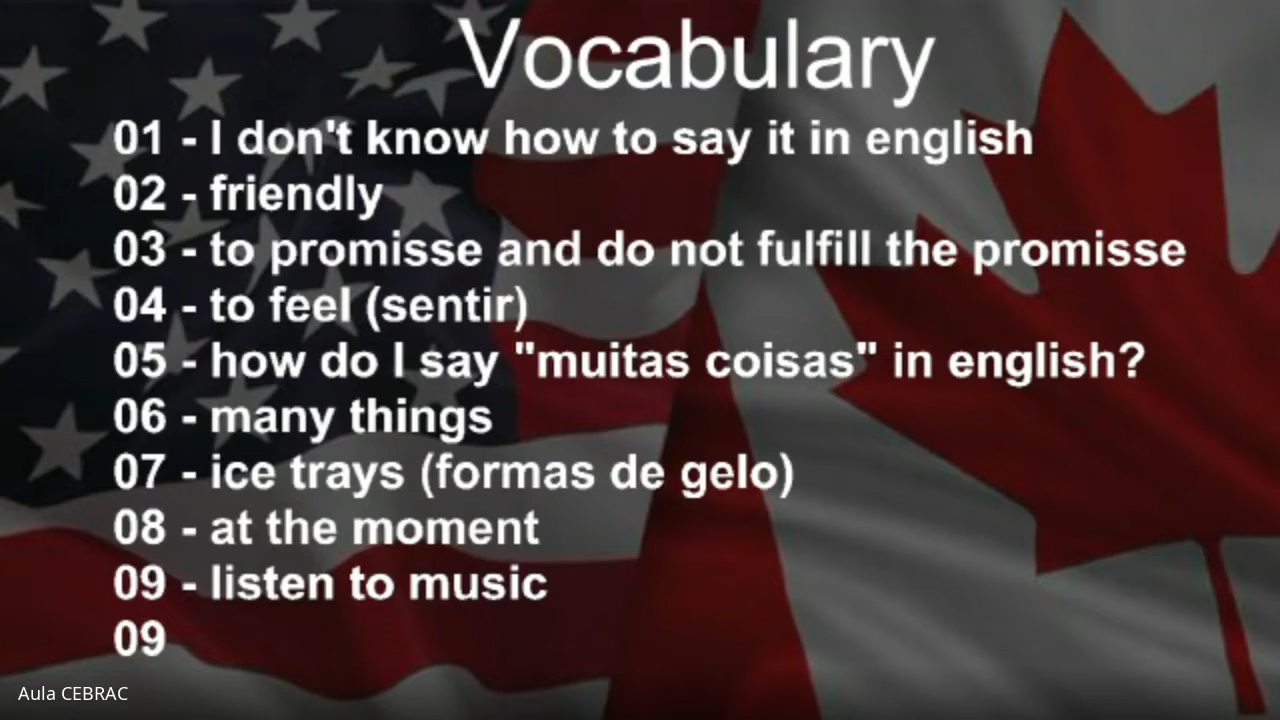 Vocabulary
01 - I don't know how to say it in english
02 - friendly
03 - to promisse and do not fulfill the promisse
04 - to feel (sentir)
05 - how do I say "muitas coisas" in english?
06 - many things
07 - ice trays (formas de gelo)
08 - at the moment
09 - listen to music
09
Aula CEBRAC